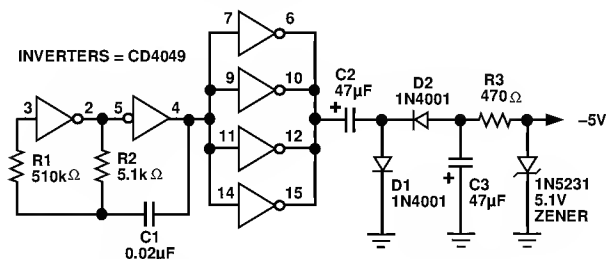 INVERTERS = CD4049
3
2
5
4
7
6
9
10
11
12
14
15
R1
510kΩ
R2
5.1kΩ
C1
0.02µF
C2
47µF
+
D2
1N4001
R3
470Ω
–5V
D1
1N4001
+
C3
47µF
1N5231
5.1V
ZENER